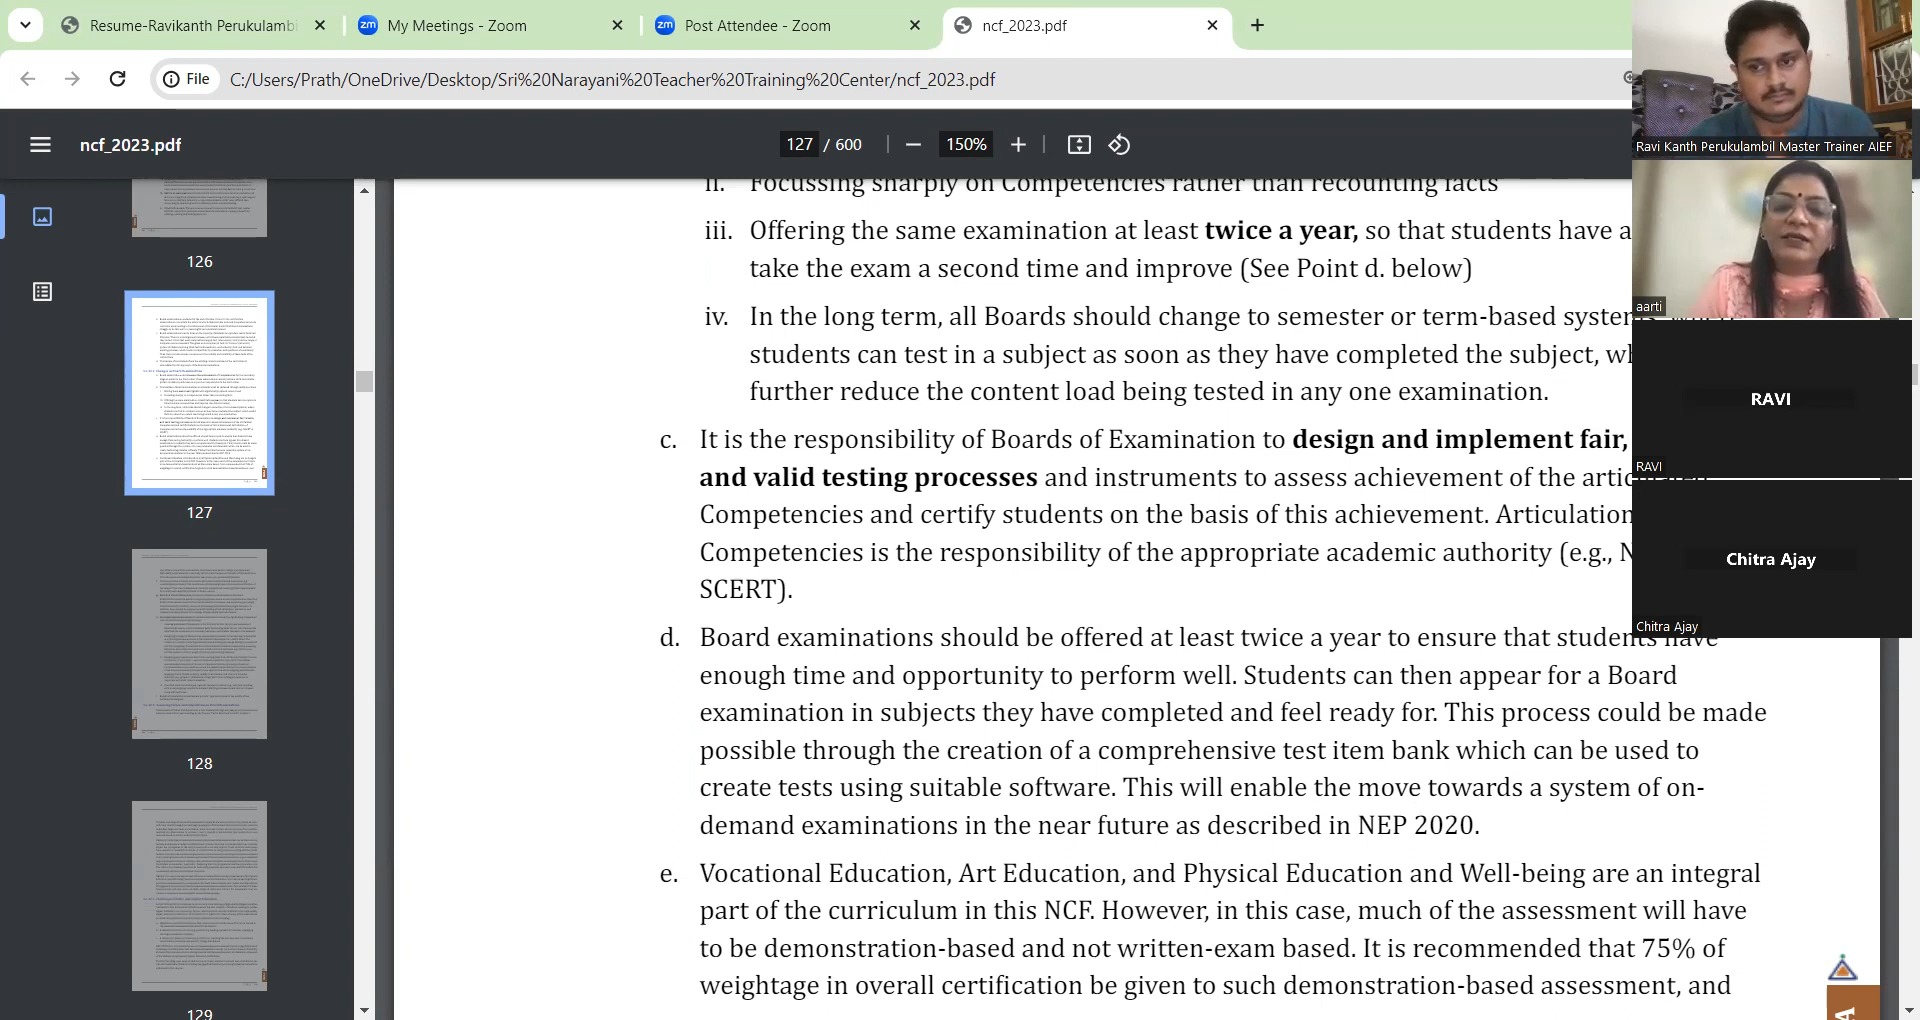 Resume-Ravikanth Perukulambi
My Meetings - Zoom
Post Attendee - Zoom
ncf_2023.pdf
zm
zm
File
C:/Users/Prath/OneDrive/Desktop/Sri%20Narayani%20Teacher%20Training%20Center/ncf_2023.pdf
ncf_2023.pdf
127 / 600
150%
126
127
128
129
ii. Focussing sharply on Competencies rather than recounting facts
iii. Offering the same examination at least twice a year, so that students have a
take the exam a second time and improve (See Point d. below)
iv. In the long term, all Boards should change to semester or term-based
students can test in a subject as soon as they have completed the subject,
further reduce the content load being tested in any one examination.
c. It is the responsibility of Boards of Examination to design and implement fair,
and valid testing processes and instruments to assess achievement of the
Competencies and certify students on the basis of this achievement. Articulation
Competencies is the responsibility of the appropriate academic authority (e.g.,
SCERT).
d. Board examinations should be offered at least twice a year to ensure that students have
enough time and opportunity to perform well. Students can then appear for a Board
examination in subjects they have completed and feel ready for. This process could be made
possible through the creation of a comprehensive test item bank which can be used to
create tests using suitable software. This will enable the move towards a system of on-
demand examinations in the near future as described in NEP 2020.
e. Vocational Education, Art Education, and Physical Education and Well-being are an integral
part of the curriculum in this NCF. However, in this case, much of the assessment will have
to be demonstration-based and not written-exam based. It is recommended that 75% of
weightage in overall certification be given to such demonstration-based assessment, and
A
Ravi Kanth Perukulambil Master Trainer AIEF
aarti
RAVI
RAVI
Chitra Ajay
Chitra Ajay